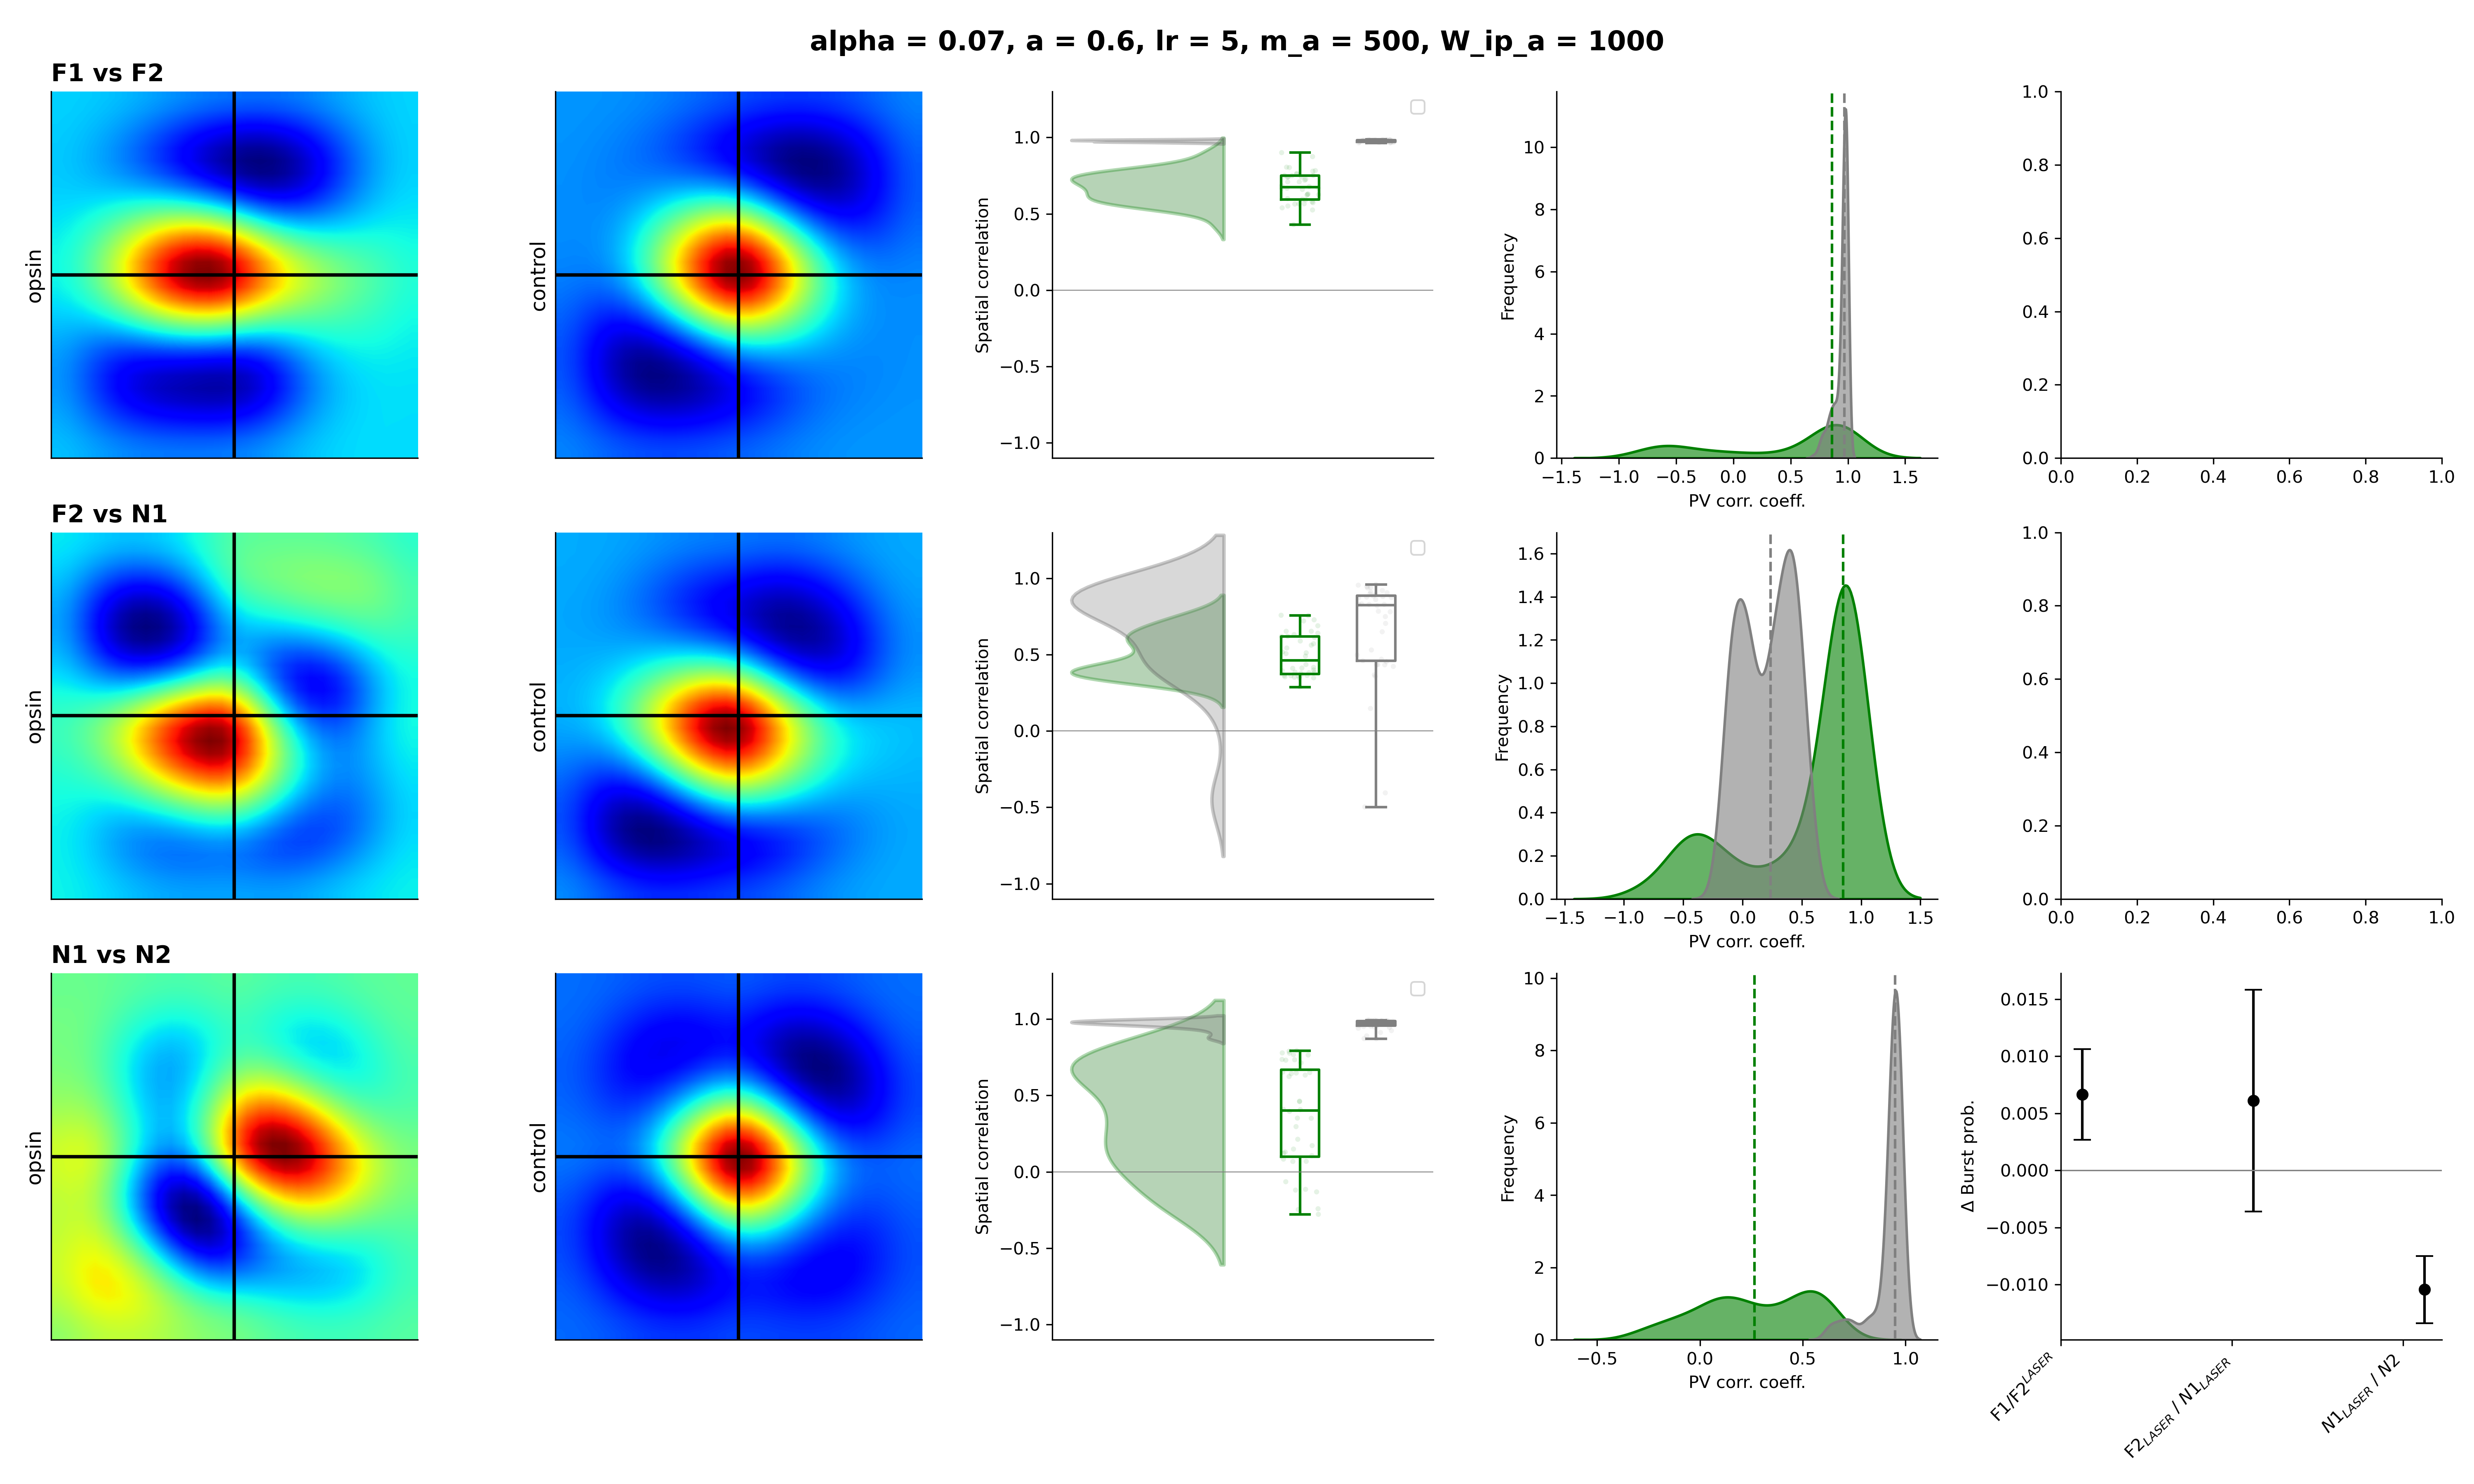 alpha = 0.07, a = 0.6, lr = 5, m_a = 500, W_ip_a = 1000
F1 vs F2
opsin
control
Spatial correlation
1.0
0.5
0.0
−0.5
−1.0
Frequency
10
8
6
4
2
0
−1.5 −1.0 −0.5 0.0 0.5 1.0 1.5
PV corr. coeff.
1.0
0.8
0.6
0.4
0.2
0.0
0.0 0.2 0.4 0.6 0.8 1.0
F2 vs N1
opsin
control
Spatial correlation
1.0
0.5
0.0
−0.5
−1.0
Frequency
1.6
1.4
1.2
1.0
0.8
0.6
0.4
0.2
0.0
−1.5 −1.0 −0.5 0.0 0.5 1.0 1.5
PV corr. coeff.
1.0
0.8
0.6
0.4
0.2
0.0
0.0 0.2 0.4 0.6 0.8 1.0
N1 vs N2
opsin
control
Spatial correlation
1.0
0.5
0.0
−0.5
−1.0
Frequency
10
8
6
4
2
0
−0.5 0.0 0.5 1.0
PV corr. coeff.
Δ Burst prob.
0.015
0.010
0.005
0.000
−0.005
−0.010
F1/F2^LASER
F2_LASER / N1_LASER
N1_LASER / N2